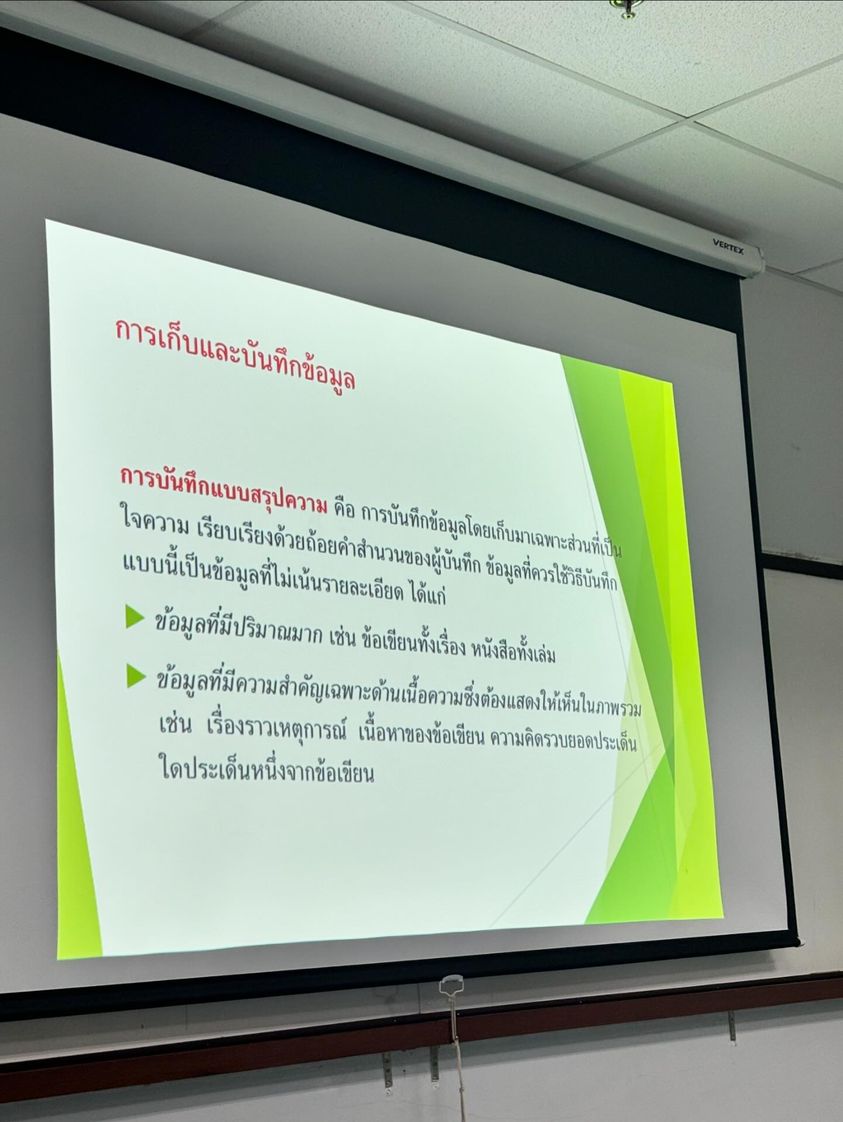 VERTEX
การเก็บและบันทึกข้อมูล
การบันทึกแบบสรุปความ คือ การบันทึกข้อมูลโดยเก็บมาเฉพาะส่วนที่เป็น
ใจความ เรียบเรียงด้วยถ้อยคำสำนวนของผู้บันทึก ข้อมูลที่ควรใช้วิธีบันทึก
แบบนี้เป็นข้อมูลที่ไม่เน้นรายละเอียด ได้แก่
ข้อมูลที่มีปริมาณมาก เช่น ข้อเขียนทั้งเรื่อง หนังสือทั้งเล่ม
ข้อมูลที่มีความสำคัญเฉพาะด้านเนื้อความซึ่งต้องแสดงให้เห็นในภาพรวม
เช่น เรื่องราวเหตุการณ์ เนื้อหาของข้อเขียน ความคิดรวบยอดประเด็น
ใดประเด็นหนึ่งจากข้อเขียน